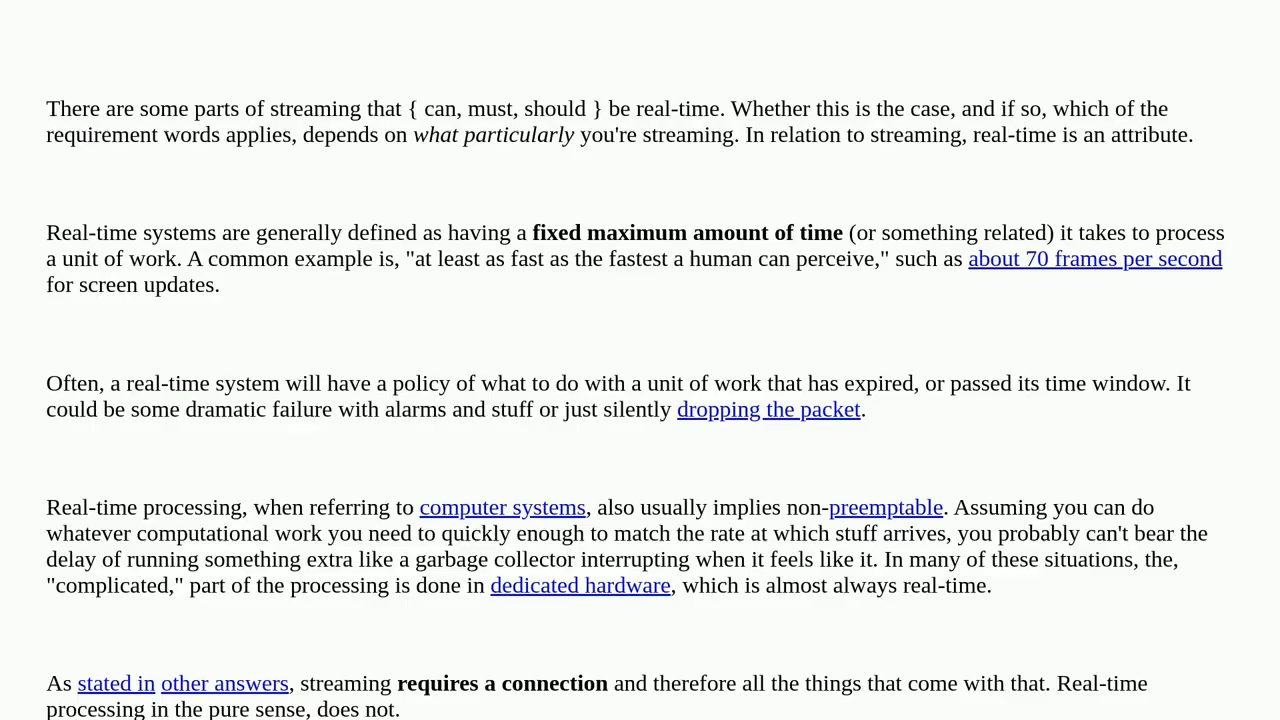 There are some parts of streaming that { can, must, should } be real-time. Whether this is the case, and if so, which of the
requirement words applies, depends on what particularly you're streaming. In relation to streaming, real-time is an attribute.
Real-time systems are generally defined as having a fixed maximum amount of time (or something related) it takes to process
a unit of work. A common example is, "at least as fast as the fastest a human can perceive," such as about 70 frames per second
for screen updates.
Often, a real-time system will have a policy of what to do with a unit of work that has expired, or passed its time window. It
could be some dramatic failure with alarms and stuff or just silently dropping the packet.
Real-time processing, when referring to computer systems, also usually implies non-preemptable. Assuming you can do
whatever computational work you need to quickly enough to match the rate at which stuff arrives, you probably can't bear the
delay of running something extra like a garbage collector interrupting when it feels like it. In many of these situations, the,
"complicated," part of the processing is done in dedicated hardware, which is almost always real-time.
As stated in other answers, streaming requires a connection and therefore all the things that come with that. Real-time
processing in the pure sense, does not.